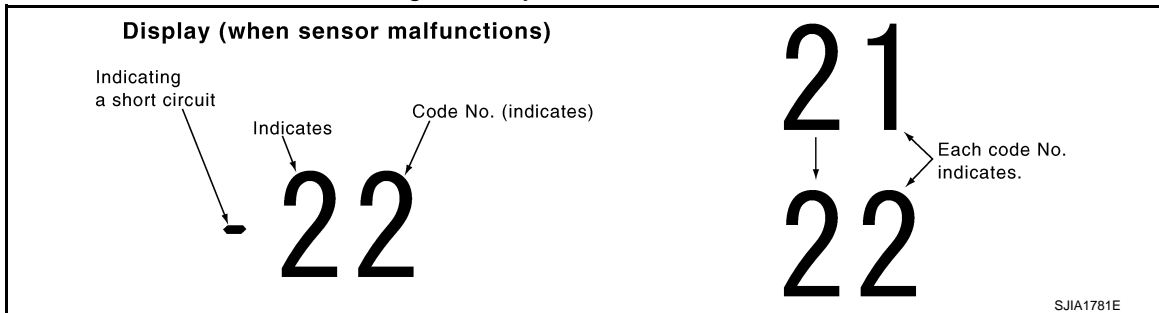 Display (when sensor malfunctions)
Indicating
a short circuit
Indicates
Code No. (indicates)
- 22
21
22
Each code No.
indicates.
SJIA1781E